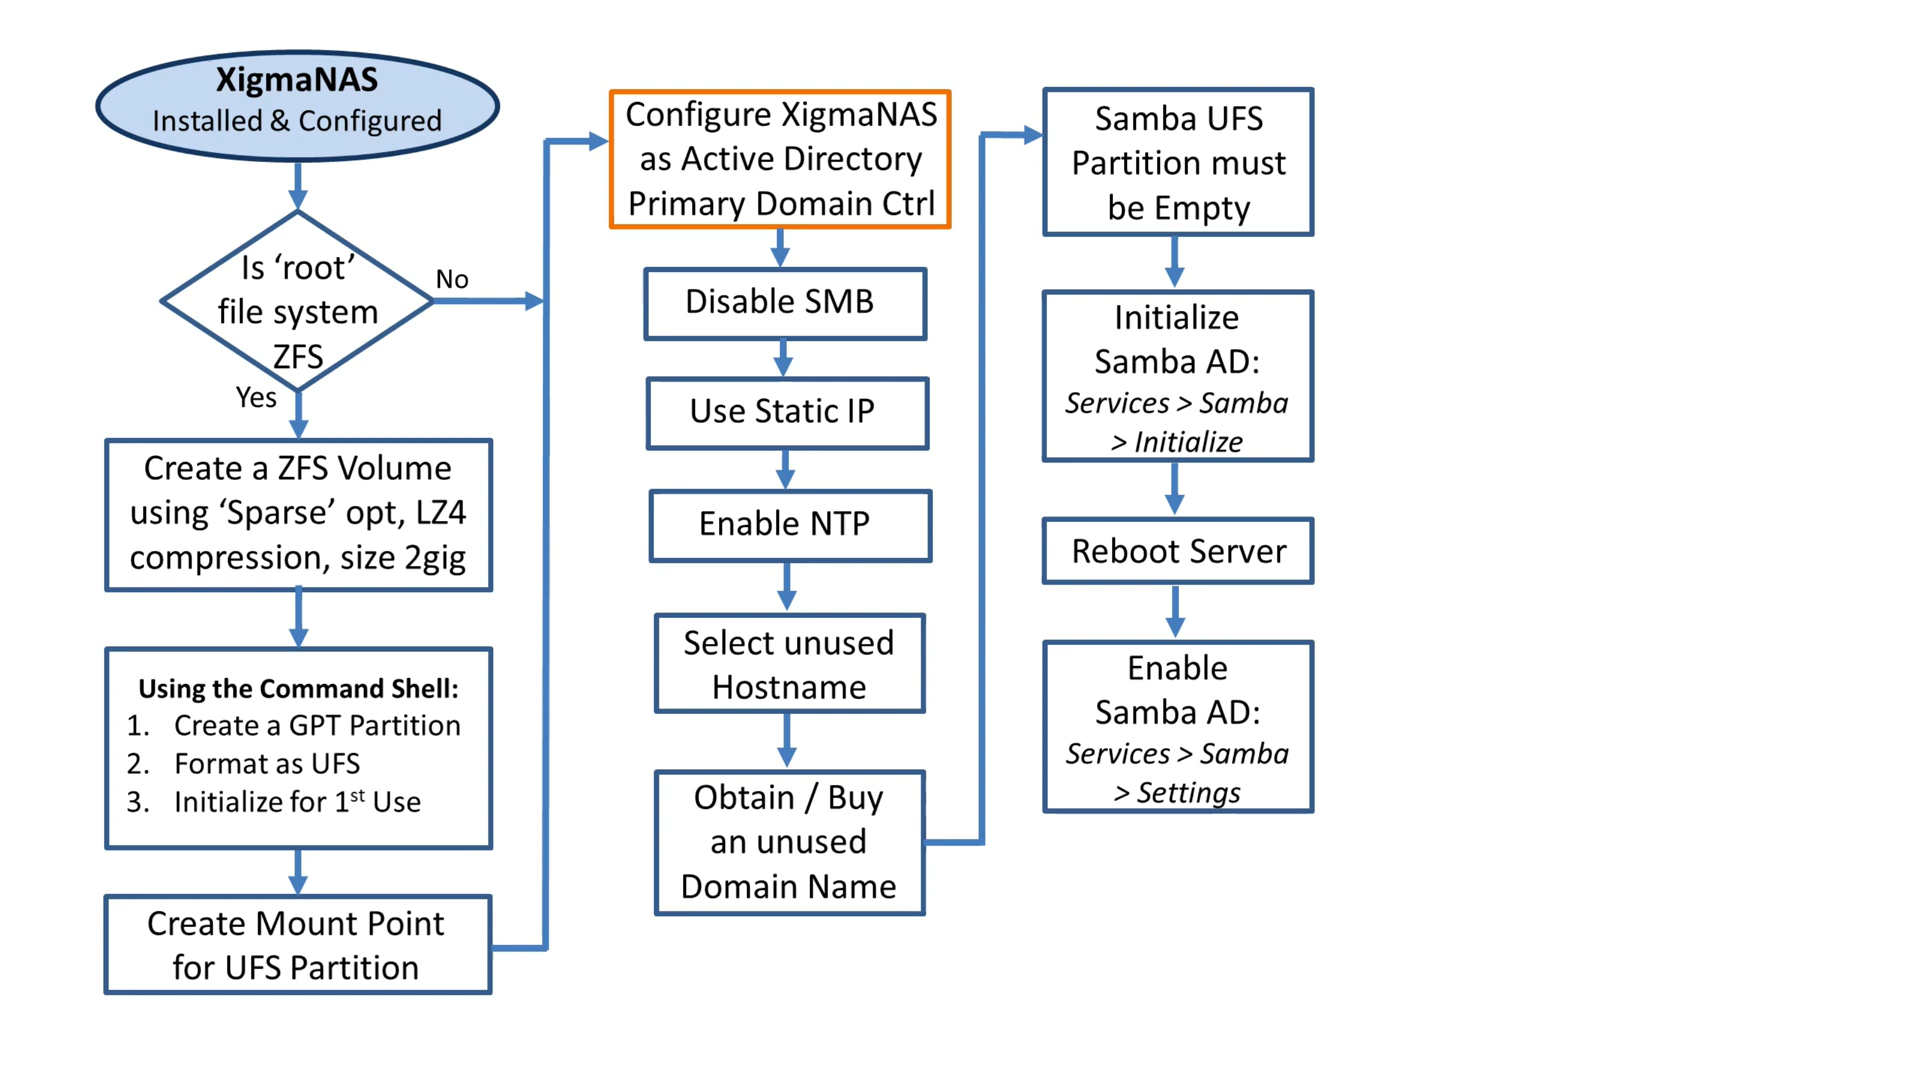 XigmaNAS
Installed & Configured
Is ‘root’
file system
ZFS
No
Yes
Create a ZFS Volume
using ‘Sparse’ opt, LZ4
compression, size 2gig
Using the Command Shell:
1. Create a GPT Partition
2. Format as UFS
3. Initialize for 1st Use
Create Mount Point
for UFS Partition
Configure XigmaNAS
as Active Directory
Primary Domain Ctrl
Disable SMB
Use Static IP
Enable NTP
Select unused
Hostname
Obtain / Buy
an unused
Domain Name
Samba UFS
Partition must
be Empty
Initialize
Samba AD:
Services > Samba
> Initialize
Reboot Server
Enable
Samba AD:
Services > Samba
> Settings